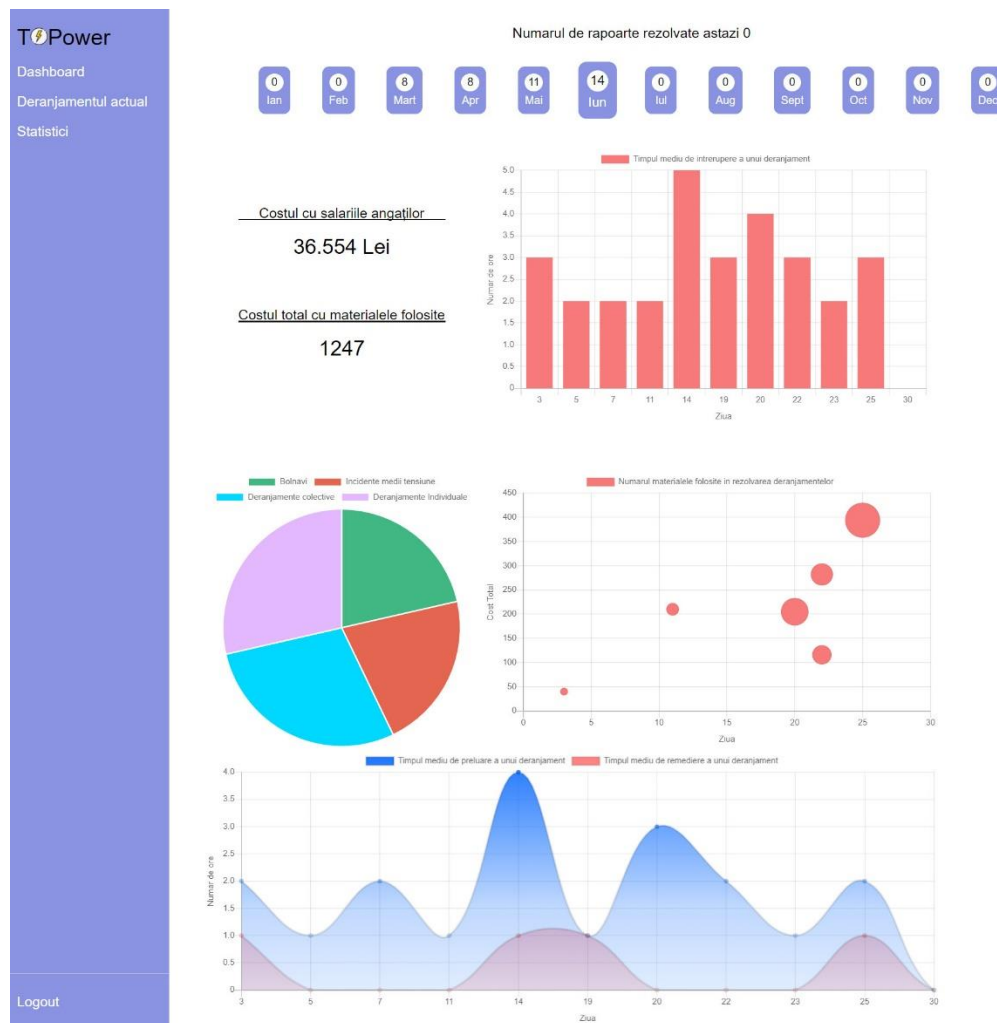 T Power
Dashboard
Deranjamentul actual
Statistici
Logout
Numarul de rapoarte rezolvate astazi 0
0 0 8 8 11 14 0 0 0 0 0 0
Ian Feb Mart Apr Mai Iun Iul Aug Sept Oct Nov Dec
Costul cu salariile angaților
36.554 Lei
Costul total cu materialele folosite
1247
Timpul mediu de intrerupere a unui deranjament
5.0
4.5
4.0
3.5
3.0
2.5
2.0
1.5
1.0
0.5
0
Numar de ore
3 5 7 11 14 19 20 22 23 25 30
Ziua
Bolnavi Incidente medii tensiune
Deranjamente colective Deranjamente Individuale
Numarul materialele folosite in rezolvarea deranjamentelor
450
400
350
300
250
200
150
100
50
0
Cost Total
0 5 10 15 20 25 30
Ziua
Timpul mediu de preluare a unui deranjament Timpul mediu de remediere a unui deranjament
4.0
3.5
3.0
2.5
2.0
1.5
1.0
0.5
0
Numar de ore
3 5 7 11 14 19 20 22 23 25 30
Ziua